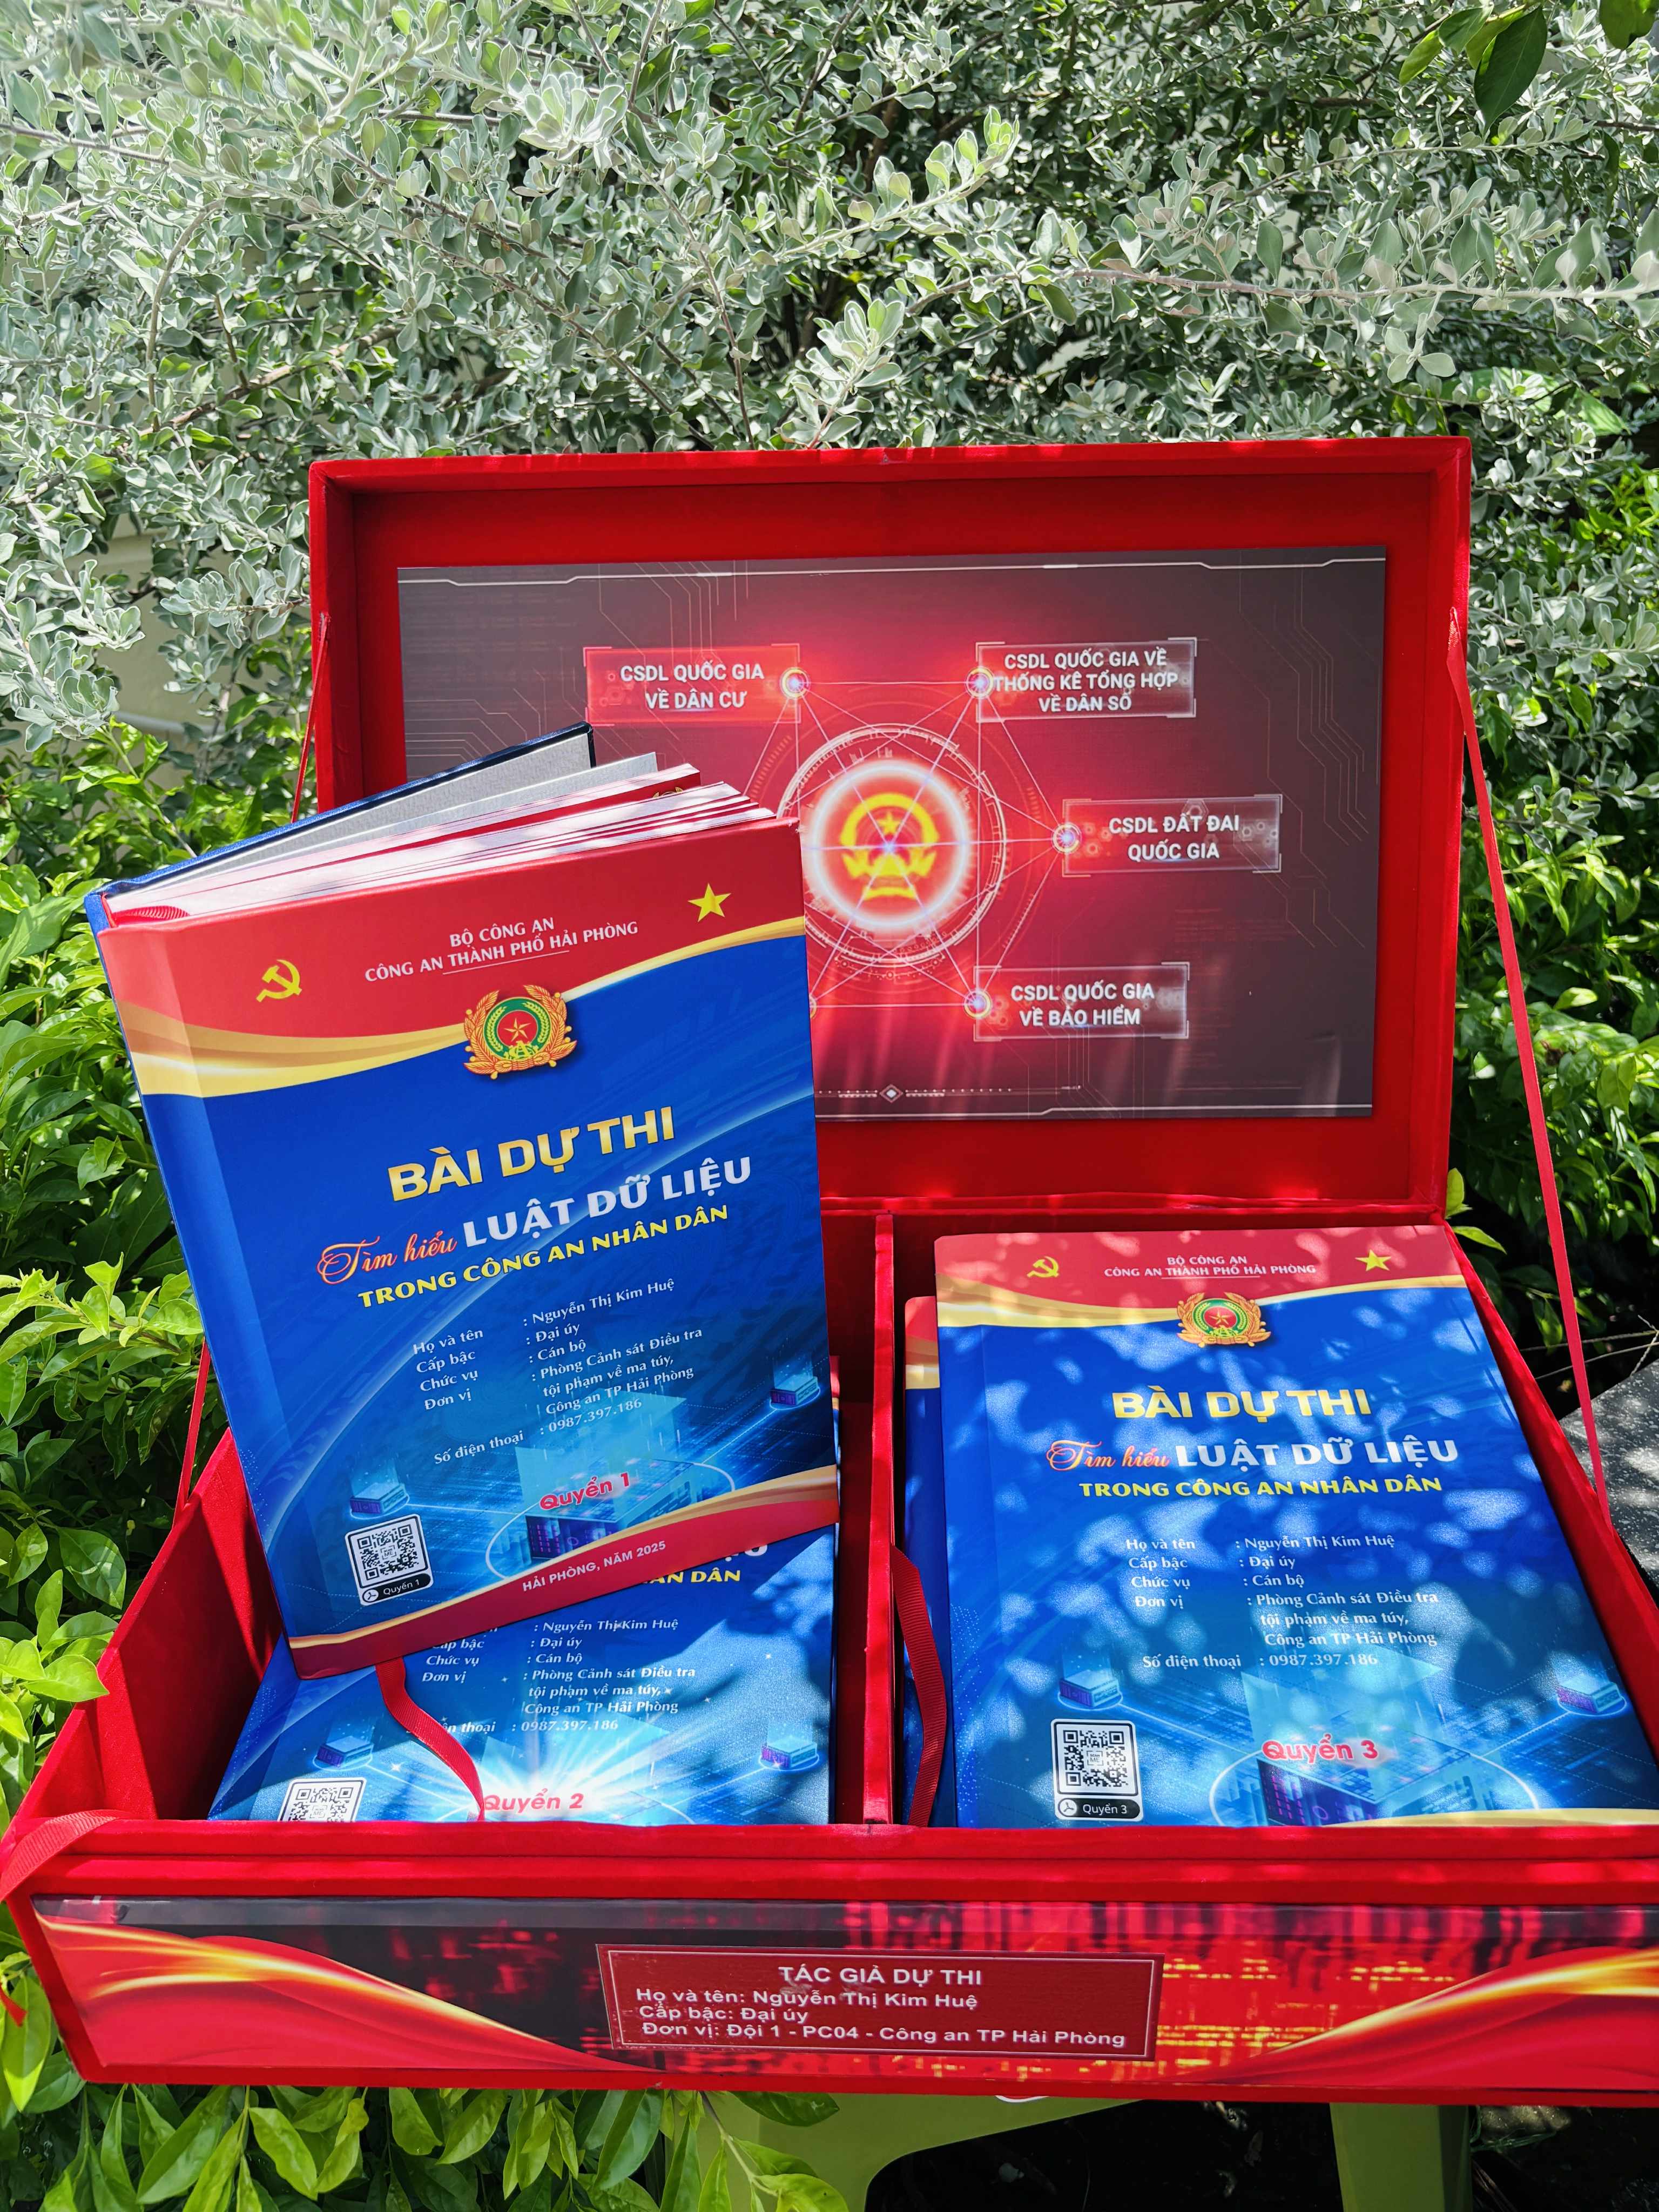 CSDL QUỐC GIA
VỀ DÂN CƯ
CSDL QUỐC GIA VỀ
THỐNG KÊ TỔNG HỢP
VỀ DÂN SỐ
CSDL ĐẤT ĐAI
QUỐC GIA
CSDL QUỐC GIA
VỀ BẢO HIỂM
BỘ CÔNG AN
CÔNG AN THÀNH PHỐ HẢI PHÒNG
BÀI DỰ THI
Tìm hiểu LUẬT DỮ LIỆU
TRONG CÔNG AN NHÂN DÂN
Họ và tên : Nguyễn Thị Kim Huệ
Cấp bậc : Đại úy
Chức vụ : Cán bộ
Đơn vị : Phòng Cảnh sát Điều tra
tội phạm về ma túy,
Công an TP Hải Phòng
Số điện thoại : 0987.397.186
Quyển 1
Quyển 1
HẢI PHÒNG, NĂM 2025
DÂN
: Nguyễn Thị Kim Huệ
bậc : Đại úy
Chức vụ : Cán bộ
Đơn vị : Phòng Cảnh sát Điều tra
tội phạm về ma túy,
Công an TP Hải Phòng
thoại : 0987.397.186
Quyển 2
BỘ CÔNG AN
CÔNG AN THÀNH PHỐ HẢI PHÒNG
BÀI DỰ THI
Tìm hiểu LUẬT DỮ LIỆU
TRONG CÔNG AN NHÂN DÂN
Họ và tên : Nguyễn Thị Kim Huệ
Cấp bậc : Đại úy
Chức vụ : Cán bộ
Đơn vị : Phòng Cảnh sát Điều tra
tội phạm về ma túy,
Công an TP Hải Phòng
Số điện thoại : 0987.397.186
Quyển 3
Quyển 3
TÁC GIẢ DỰ THI
Họ và tên: Nguyễn Thị Kim Huệ
Cấp bậc: Đại úy
Đơn vị: Đội 1 - PC04 - Công an TP Hải Phòng